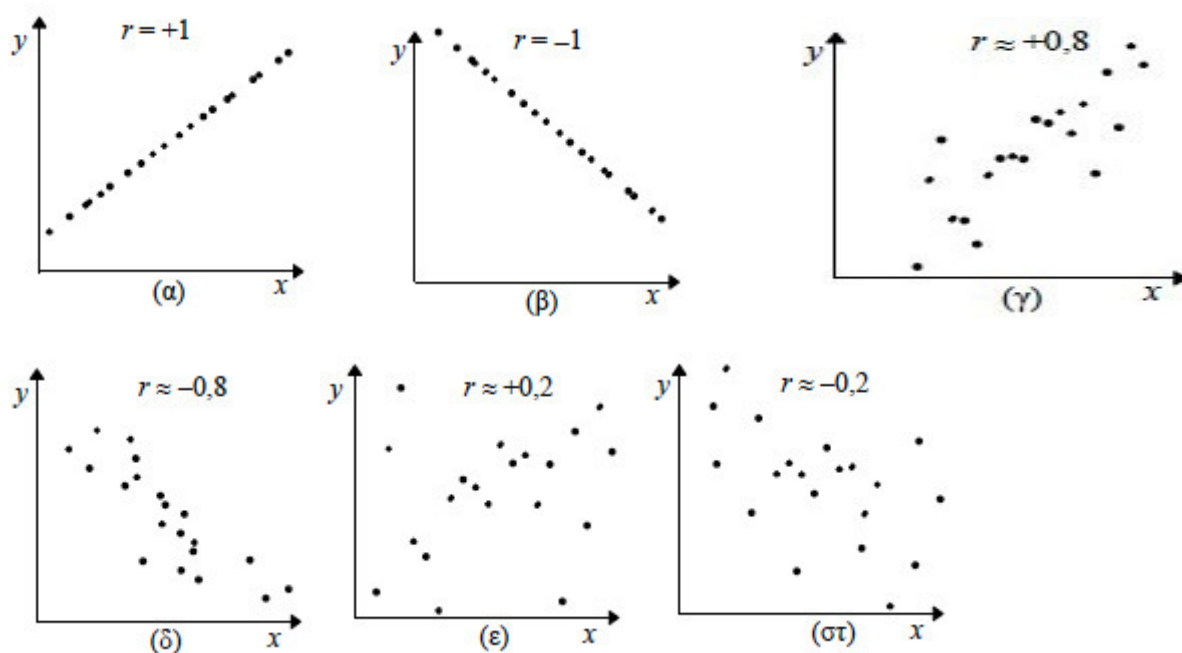 y
r = +1
x
(α)
y
r = –1
x
(β)
y
r ≈ +0,8
x
(γ)
y
r ≈ –0,8
x
(δ)
y
r ≈ +0,2
x
(ε)
y
r ≈ –0,2
x
(στ)